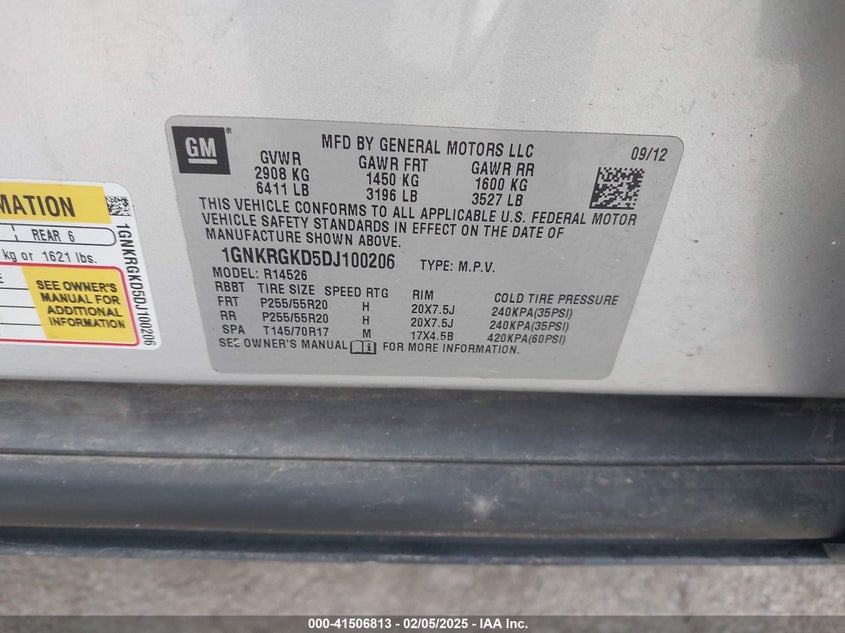 GM ®
MFD BY GENERAL MOTORS LLC 09/12
GVWR GAWR FRT GAWR RR
2908 KG 1450 KG 1600 KG
6411 LB 3196 LB 3527 LB
THIS VEHICLE CONFORMS TO ALL APPLICABLE U.S. FEDERAL MOTOR
VEHICLE SAFETY STANDARDS IN EFFECT ON THE DATE OF
MANUFACTURE SHOWN ABOVE.
1GNKRGKD5DJ100206 TYPE: M.P.V.
MODEL: R14526
RBBT TIRE SIZE SPEED RTG RIM COLD TIRE PRESSURE
FRT P255/55R20 H 20X7.5J 240KPA(35PSI)
RR P255/55R20 H 20X7.5J 240KPA(35PSI)
SPA T145/70R17 M 17X4.5B 420KPA(60PSI)
SEE OWNER'S MANUAL i FOR MORE INFORMATION.
MATION
REAR 6
kg or 1621 lbs.
SEE OWNER'S
MANUAL FOR
ADDITIONAL
INFORMATION
1GNKRGKD5DJ100206
000-41506813 - 02/05/2025 - IAA Inc.